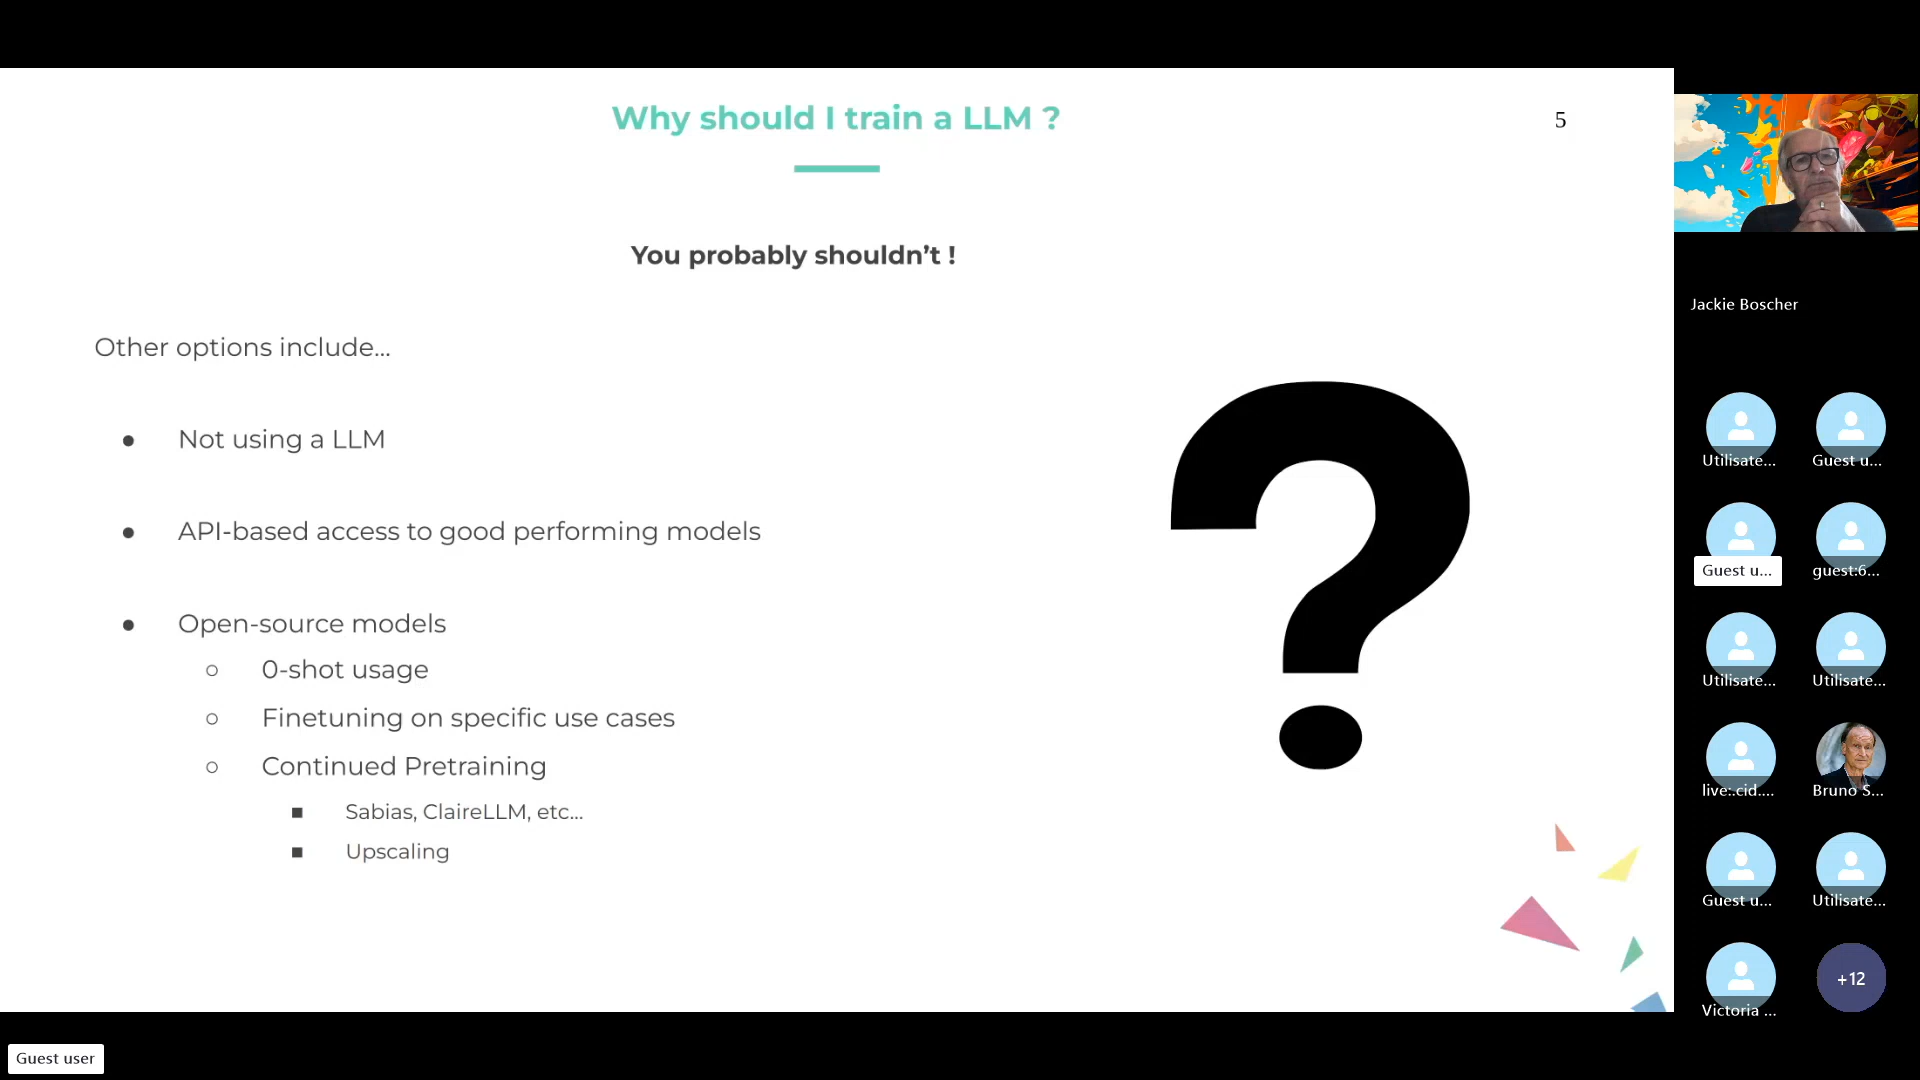 Why should I train a LLM ?
5
You probably shouldn't !
Other options include...
● Not using a LLM
● API-based access to good performing models
● Open-source models
○ 0-shot usage
○ Finetuning on specific use cases
○ Continued Pretraining
■ Sabias, ClaireLLM, etc...
■ Upscaling
Jackie Boscher
Utilisate...
Guest u...
Guest u...
guest:6...
Utilisate...
Utilisate...
live:.cid....
Bruno S...
Guest u...
Utilisate...
Victoria ...
+12
Guest user